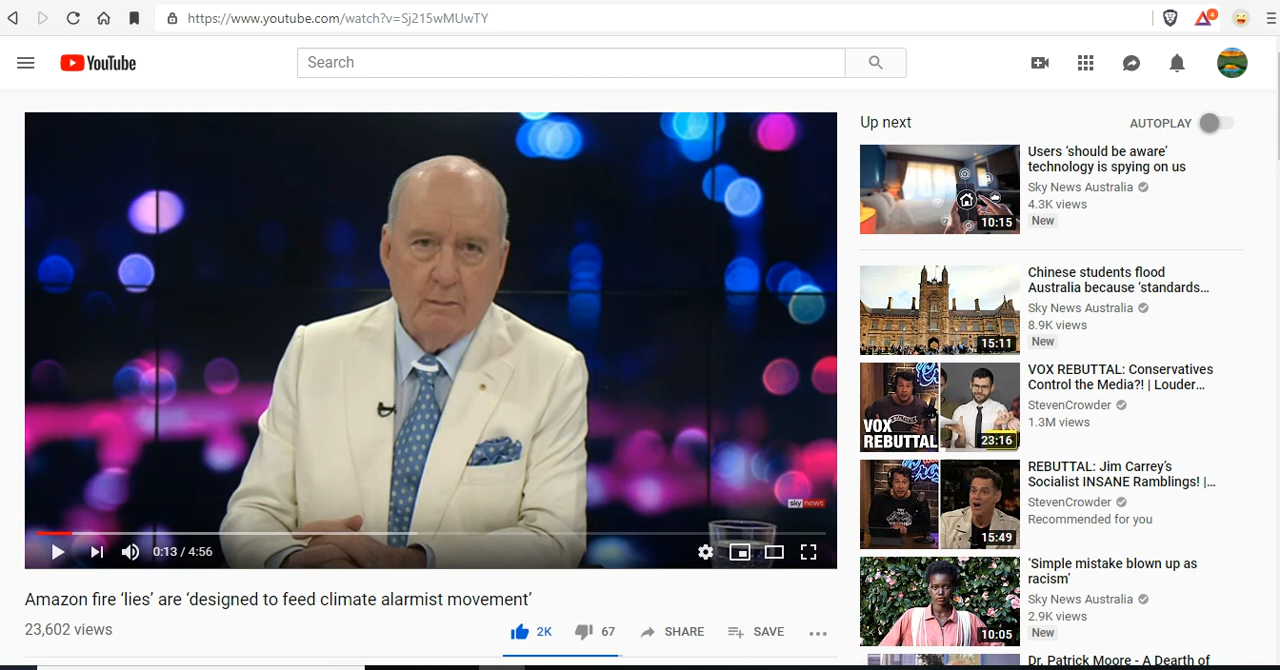 https://www.youtube.com/watch?v=Sj215wMUwTY
4
YouTube
Search
sky news
0:13 / 4:56
Amazon fire ‘lies’ are ‘designed to feed climate alarmist movement’
23,602 views
2K
67
SHARE
SAVE
Up next
AUTOPLAY
10:15
Users ‘should be aware’
technology is spying on us
Sky News Australia
4.3K views
New
15:11
Chinese students flood
Australia because ‘standards...
Sky News Australia
8.9K views
New
VOX
REBUTTAL
23:16
VOX REBUTTAL: Conservatives
Control the Media?! | Louder...
StevenCrowder
1.3M views
15:49
REBUTTAL: Jim Carrey’s
Socialist INSANE Ramblings! |...
StevenCrowder
Recommended for you
10:05
‘Simple mistake blown up as
racism’
Sky News Australia
2.9K views
New
Dr. Patrick Moore - A Dearth of